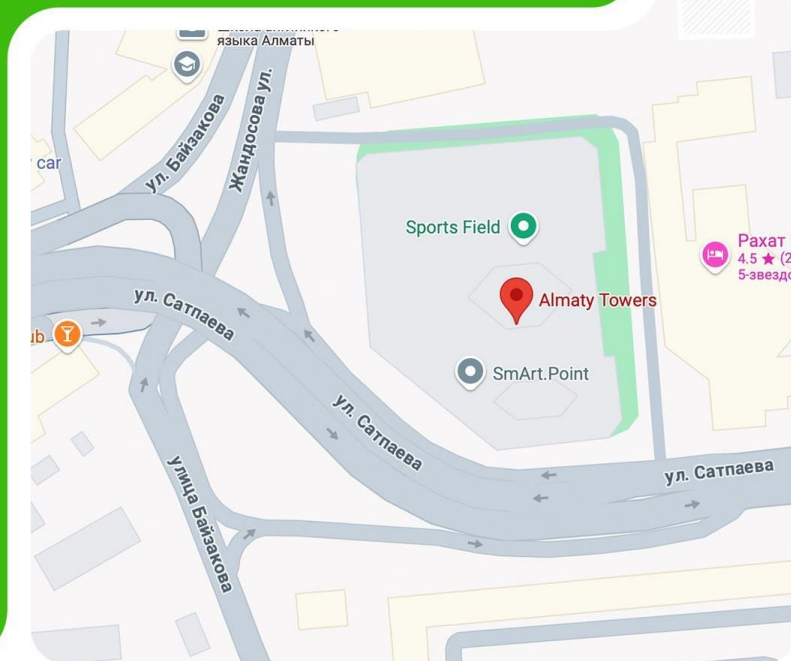 языка Алматы
ул. Байзакова
Жандосова ул.
car
Sports Field
Рахат
4.5 ★ (2
5-звездо
ул. Сатпаева
Almaty Towers
ub
SmArt.Point
ул. Сатпаева
ул. Сатпаева
улица Байзакова